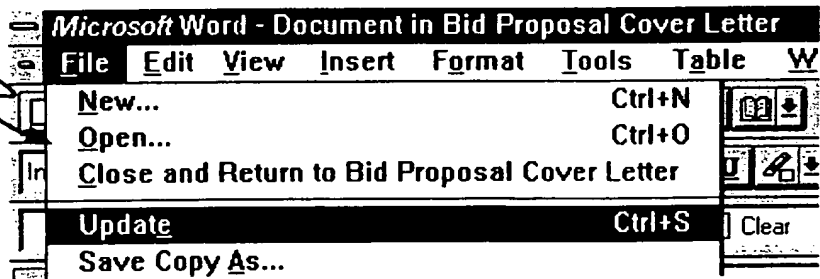 Microsoft Word - Document in Bid Proposal Cover Letter
File Edit View Insert Format Tools Table W
New... Ctrl+N
Open... Ctrl+O
Close and Return to Bid Proposal Cover Letter
Update Ctrl+S
Clear
Save Copy As...